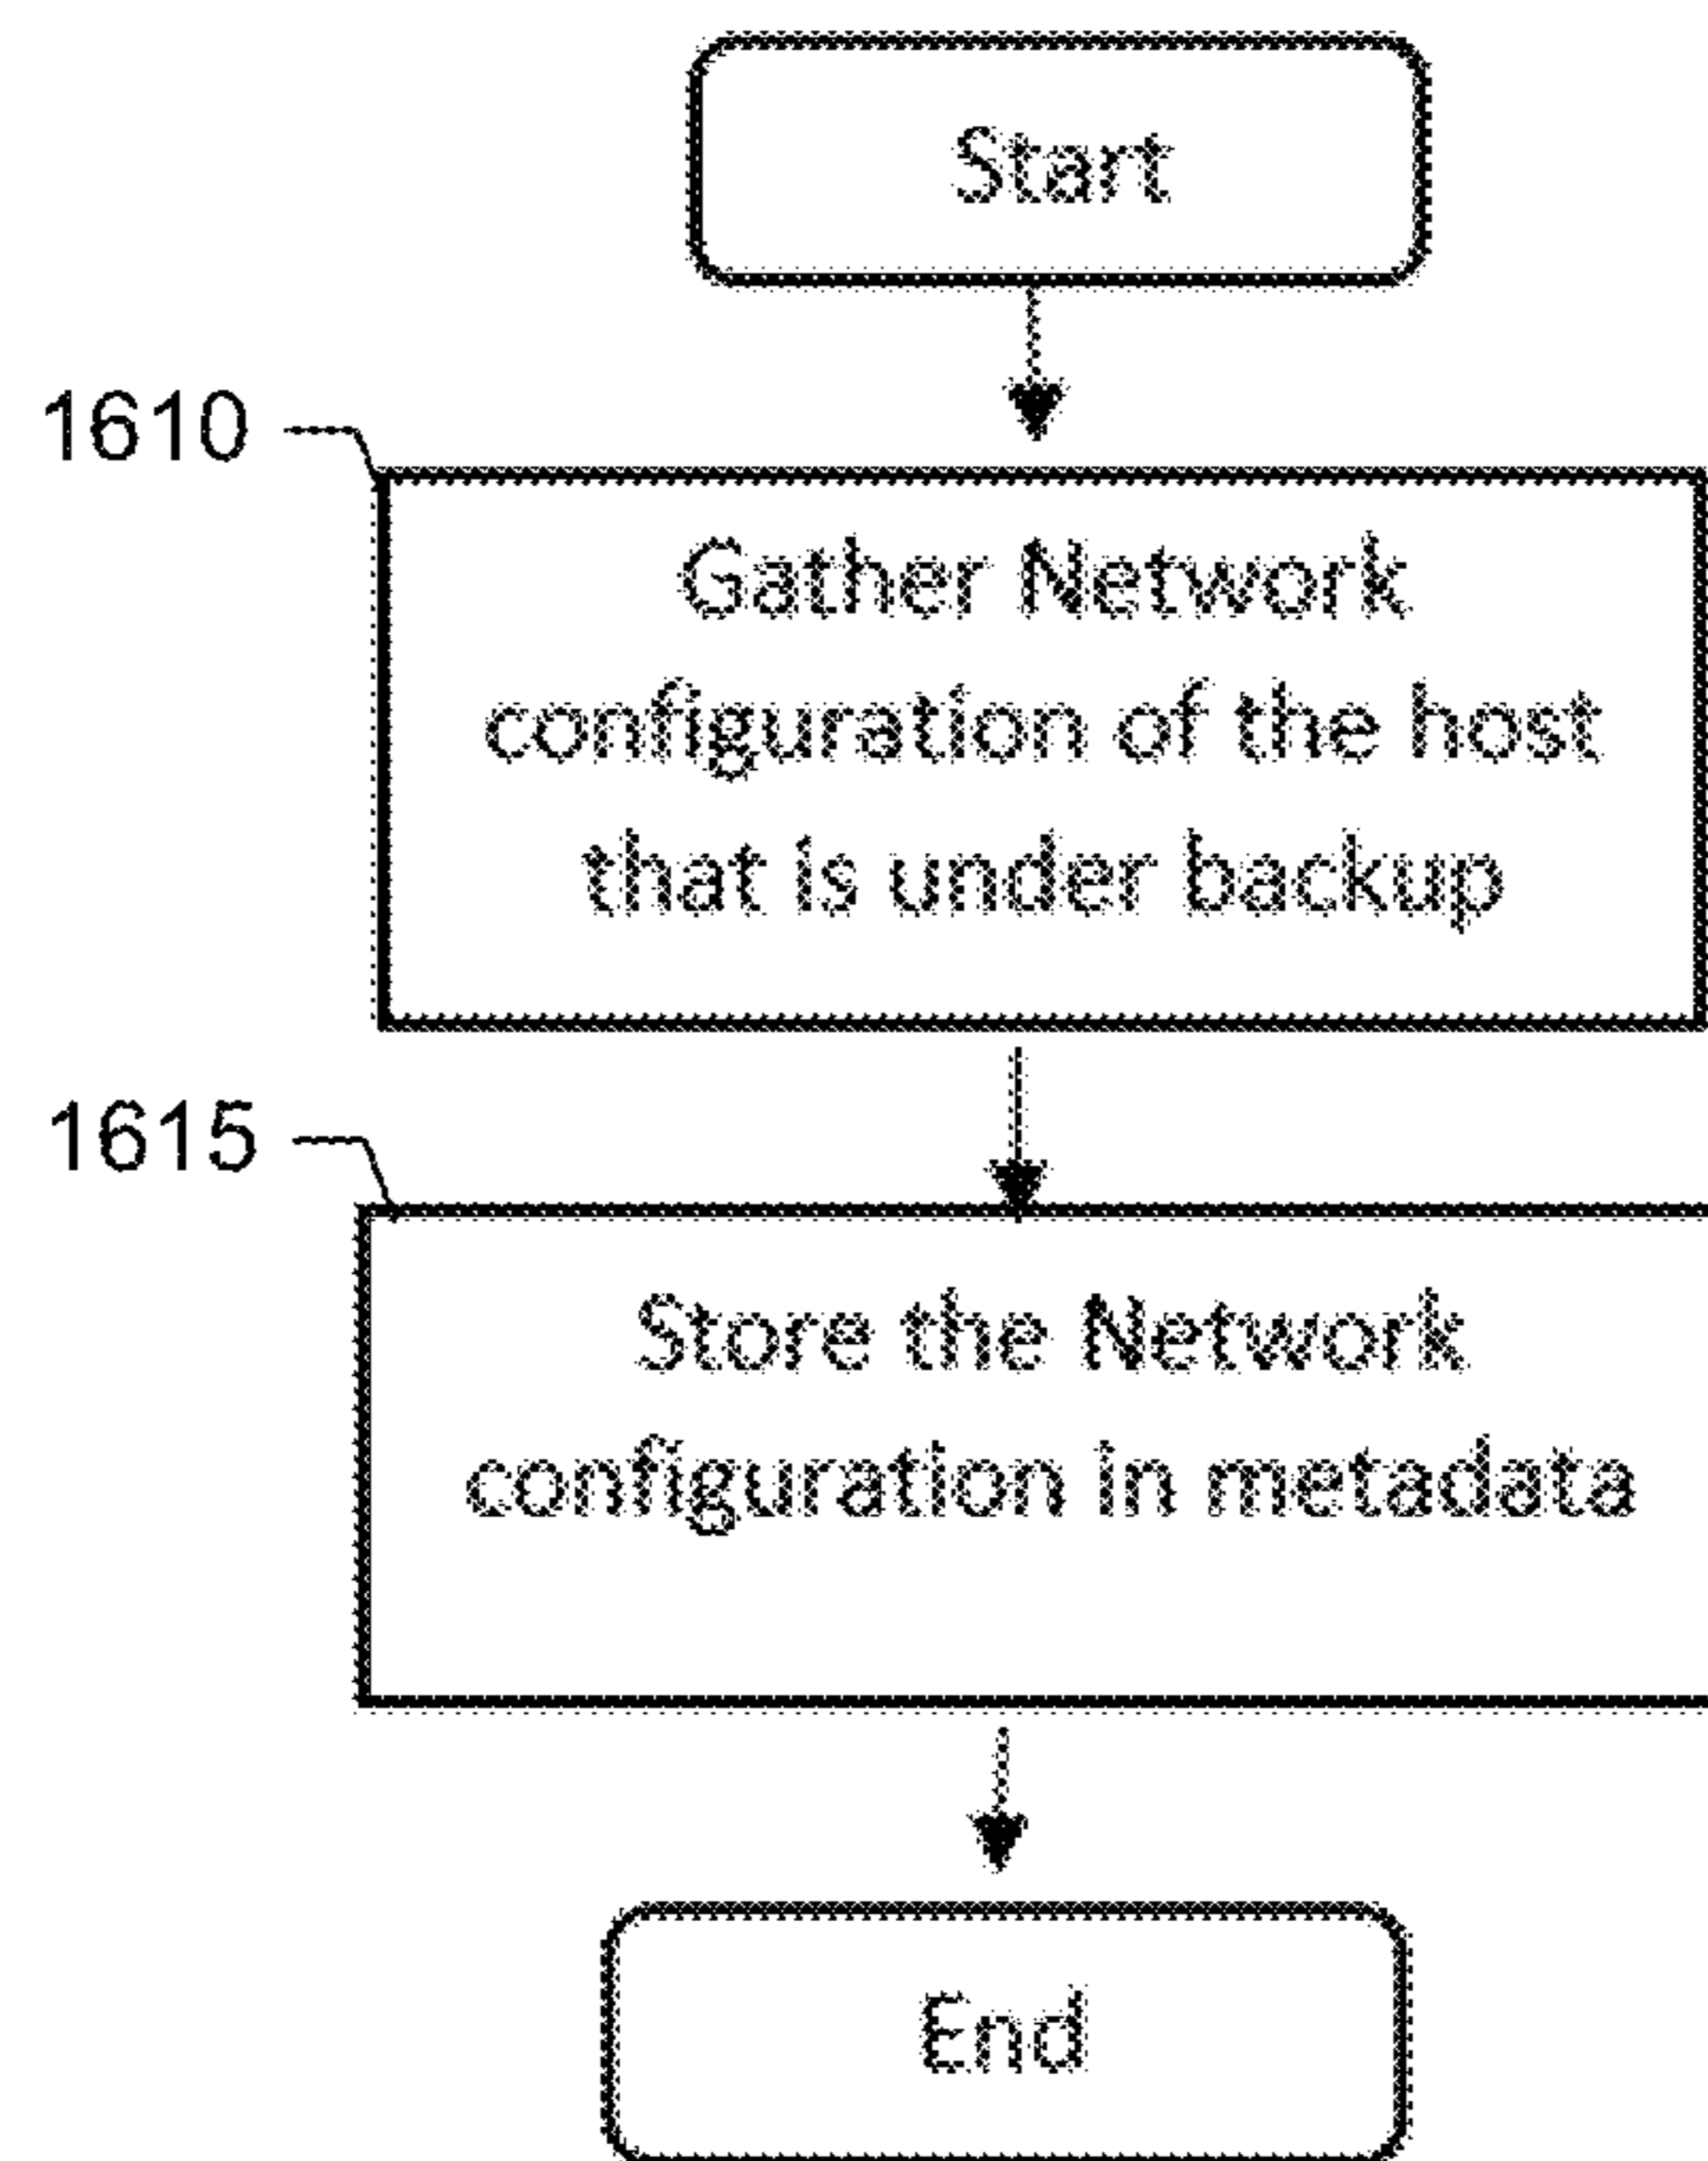 Start
1610
Gather Network
configuration of the host
that is under backup
1615
Store the Network
configuration in metadata
End